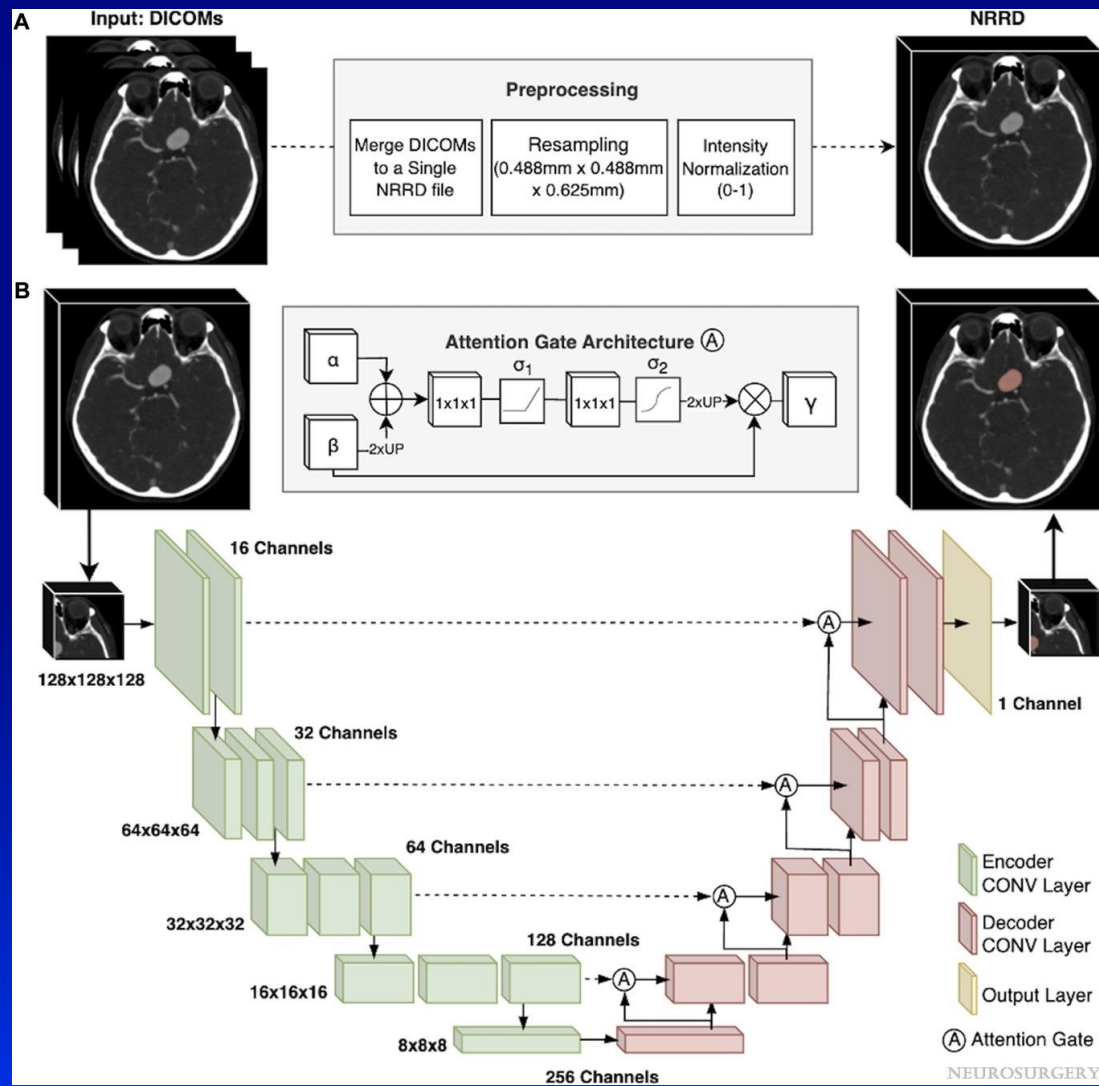 A
Input: DICOMs
NRRD
Preprocessing
Merge DICOMs
to a Single
NRRD file
Resampling
(0.488mm x 0.488mm
x 0.625mm)
Intensity
Normalization
(0-1)
B
Attention Gate Architecture A
α
β
2xUP
1x1x1
σ1
1x1x1
σ2
2xUP
γ
16 Channels
128x128x128
A
1 Channel
32 Channels
64x64x64
A
64 Channels
32x32x32
A
128 Channels
16x16x16
A
8x8x8
256 Channels
Encoder
CONV Layer
Decoder
CONV Layer
Output Layer
A Attention Gate
NEUROSURGERY